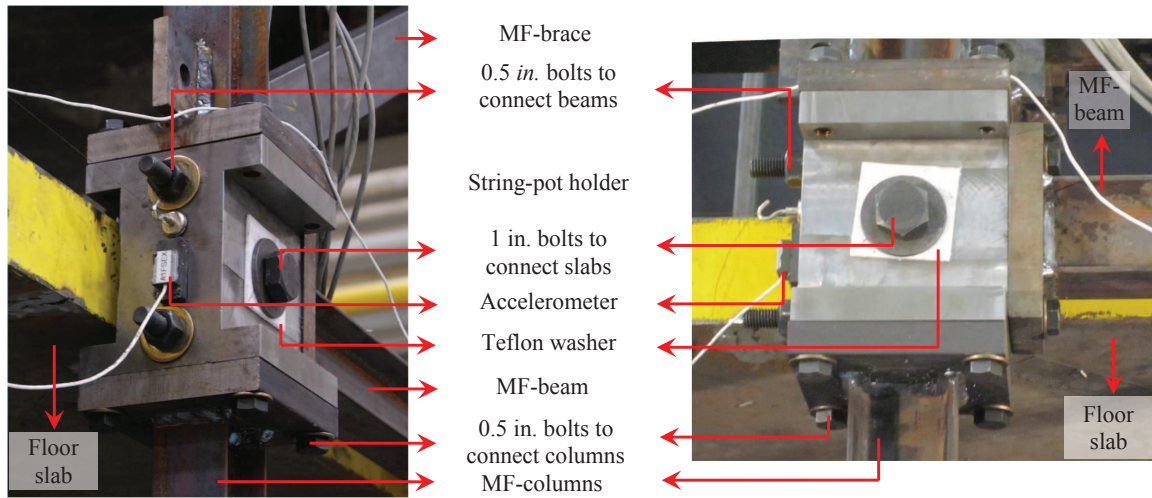 MF-brace
0.5 in. bolts to
connect beams
String-pot holder
1 in. bolts to
connect slabs
Accelerometer
Teflon washer
MF-beam
0.5 in. bolts to
connect columns
MF-columns
Floor
slab
MF-
beam
Floor
slab